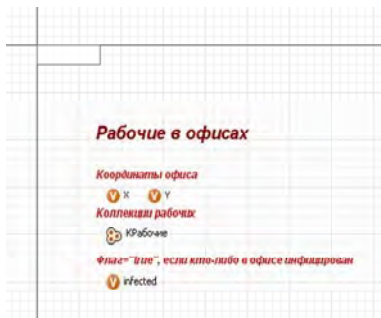 Рабочие в офисах
Координаты офиса
V X V Y
Коллекции рабочих
КРабочие
Флаг="true", если кто-либо в офисе инфицирован
V infected